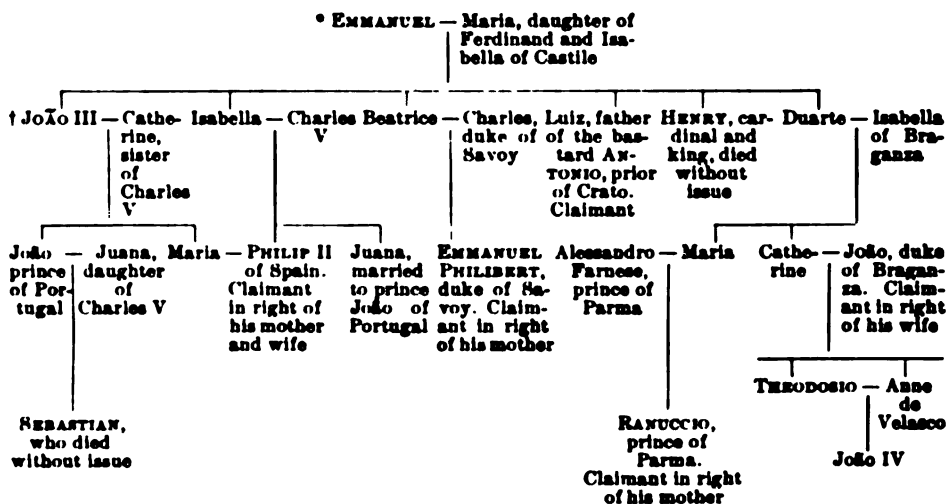 * EMMANUEL — Maria, daughter of
Ferdinand and Isa-
bella of Castile
† JOÃO III — Cathe-
rine,
sister
of
Charles
V
Isabella — Charles
V
Beatrice — Charles,
duke of
Savoy
Luiz, father
of the bas-
tard AN-
TONIO, prior
of Crato.
Claimant
HENRY, car-
dinal and
king, died
without
issue
Duarte — Isabella
of Bra-
ganza
João —
prince
of Por-
tugal
Juana,
daughter
of
Charles V
Maria — PHILIP II
of Spain.
Claimant
in right of
his mother
and wife
Juana,
married
to prince
João of
Portugal
EMMANUEL
PHILIBERT,
duke of Sa-
voy. Claim-
ant in right
of his mother
Alessandro — Maria
Farnese,
prince of
Parma
Cathe-
rine
— João, duke
of Bragan-
za. Claim-
ant in right
of his wife
THEODOSIO — Anne
de
Velasco
SEBASTIAN,
who died
without issue
RANUCCIO,
prince of
Parma.
Claimant in right
of his mother
João IV